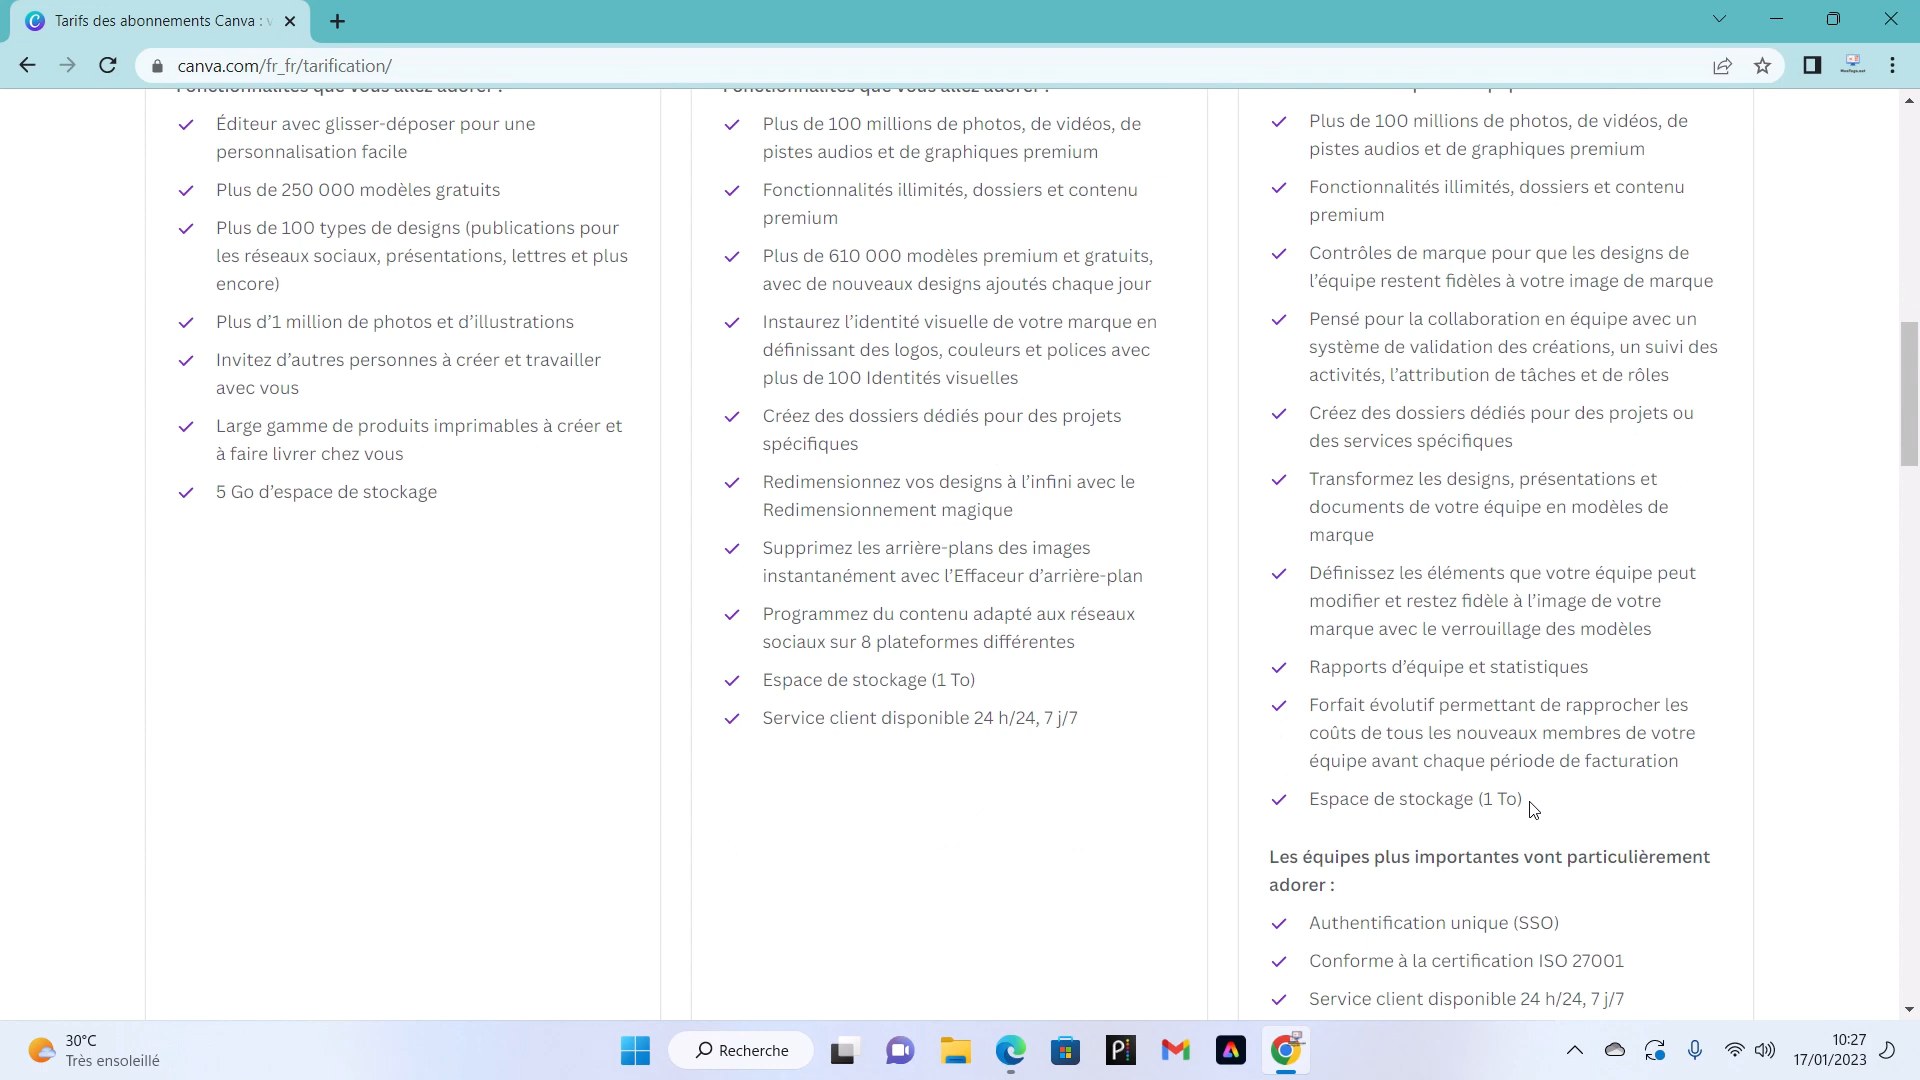 Tarifs des abonnements Canva : v
canva.com/fr_fr/tarification/
Fonctionnalités que vous allez adorer :
Éditeur avec glisser-déposer pour une
personnalisation facile
Plus de 250 000 modèles gratuits
Plus de 100 types de designs (publications pour
les réseaux sociaux, présentations, lettres et plus
encore)
Plus d’1 million de photos et d’illustrations
Invitez d’autres personnes à créer et travailler
avec vous
Large gamme de produits imprimables à créer et
à faire livrer chez vous
5 Go d’espace de stockage
Fonctionnalités que vous allez adorer :
Plus de 100 millions de photos, de vidéos, de
pistes audios et de graphiques premium
Fonctionnalités illimités, dossiers et contenu
premium
Plus de 610 000 modèles premium et gratuits,
avec de nouveaux designs ajoutés chaque jour
Instaurez l’identité visuelle de votre marque en
définissant des logos, couleurs et polices avec
plus de 100 Identités visuelles
Créez des dossiers dédiés pour des projets
spécifiques
Redimensionnez vos designs à l’infini avec le
Redimensionnement magique
Supprimez les arrière-plans des images
instantanément avec l’Effaceur d’arrière-plan
Programmez du contenu adapté aux réseaux
sociaux sur 8 plateformes différentes
Espace de stockage (1 To)
Service client disponible 24 h/24, 7 j/7
Plus de 100 millions de photos, de vidéos, de
pistes audios et de graphiques premium
Fonctionnalités illimités, dossiers et contenu
premium
Contrôles de marque pour que les designs de
l’équipe restent fidèles à votre image de marque
Pensé pour la collaboration en équipe avec un
système de validation des créations, un suivi des
activités, l’attribution de tâches et de rôles
Créez des dossiers dédiés pour des projets ou
des services spécifiques
Transformez les designs, présentations et
documents de votre équipe en modèles de
marque
Définissez les éléments que votre équipe peut
modifier et restez fidèle à l’image de votre
marque avec le verrouillage des modèles
Rapports d’équipe et statistiques
Forfait évolutif permettant de rapprocher les
coûts de tous les nouveaux membres de votre
équipe avant chaque période de facturation
Espace de stockage (1 To)
Les équipes plus importantes vont particulièrement
adorer :
Authentification unique (SSO)
Conforme à la certification ISO 27001
Service client disponible 24 h/24, 7 j/7
30°C
Très ensoleillé
Recherche
10:27
17/01/2023